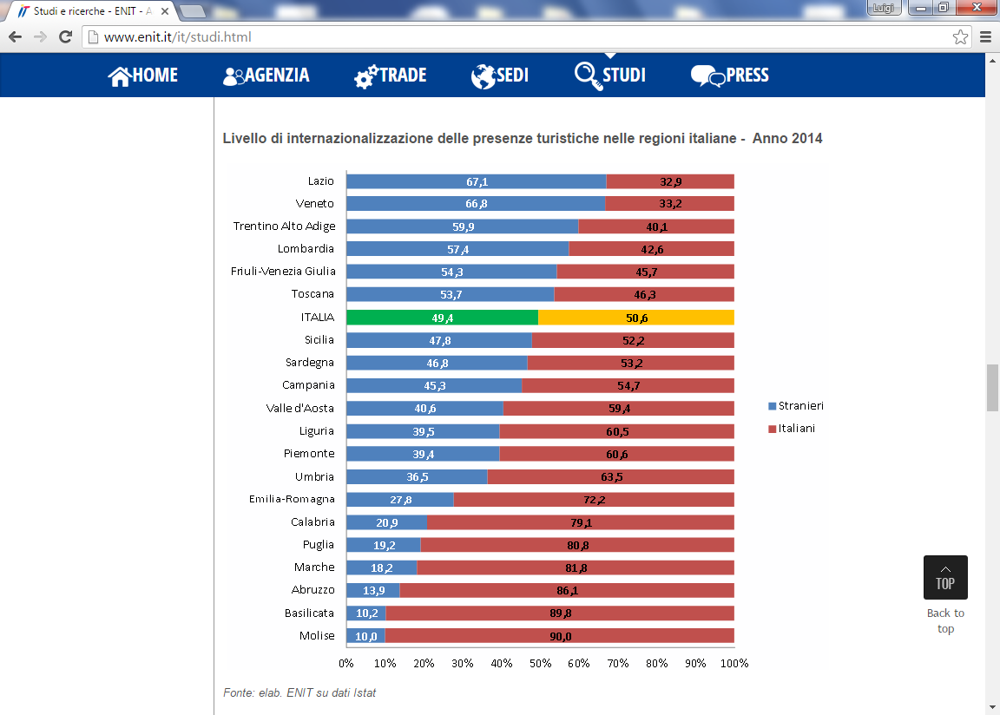 Studi e ricerche - ENIT - A
Luigi
www.enit.it/it/studi.html
HOME AGENZIA TRADE SEDI STUDI PRESS
Livello di internazionalizzazione delle presenze turistiche nelle regioni italiane - Anno 2014
Lazio 67,1 32,9
Veneto 66,8 33,2
Trentino Alto Adige 59,9 40,1
Lombardia 57,4 42,6
Friuli-Venezia Giulia 54,3 45,7
Toscana 53,7 46,3
ITALIA 49,4 50,6
Sicilia 47,8 52,2
Sardegna 46,8 53,2
Campania 45,3 54,7
Valle d'Aosta 40,6 59,4
Stranieri
Liguria 39,5 60,5
Italiani
Piemonte 39,4 60,6
Umbria 36,5 63,5
Emilia-Romagna 27,8 72,2
Calabria 20,9 79,1
Puglia 19,2 80,8
Marche 18,2 81,8
Abruzzo 13,9 86,1
Basilicata 10,2 89,8
Molise 10,0 90,0
0% 10% 20% 30% 40% 50% 60% 70% 80% 90% 100%
TOP
Back to
top
Fonte: elab. ENIT su dati Istat